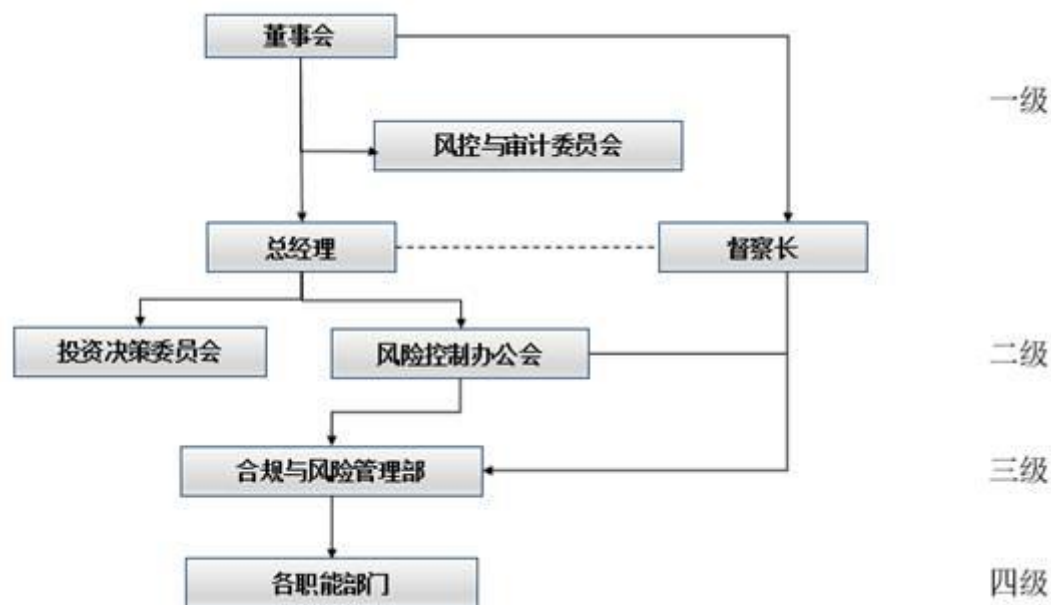 董事会
一级
风控与审计委员会
总经理
督察长
投资决策委员会
风险控制办公会
二级
合规与风险管理部
三级
各职能部门
四级